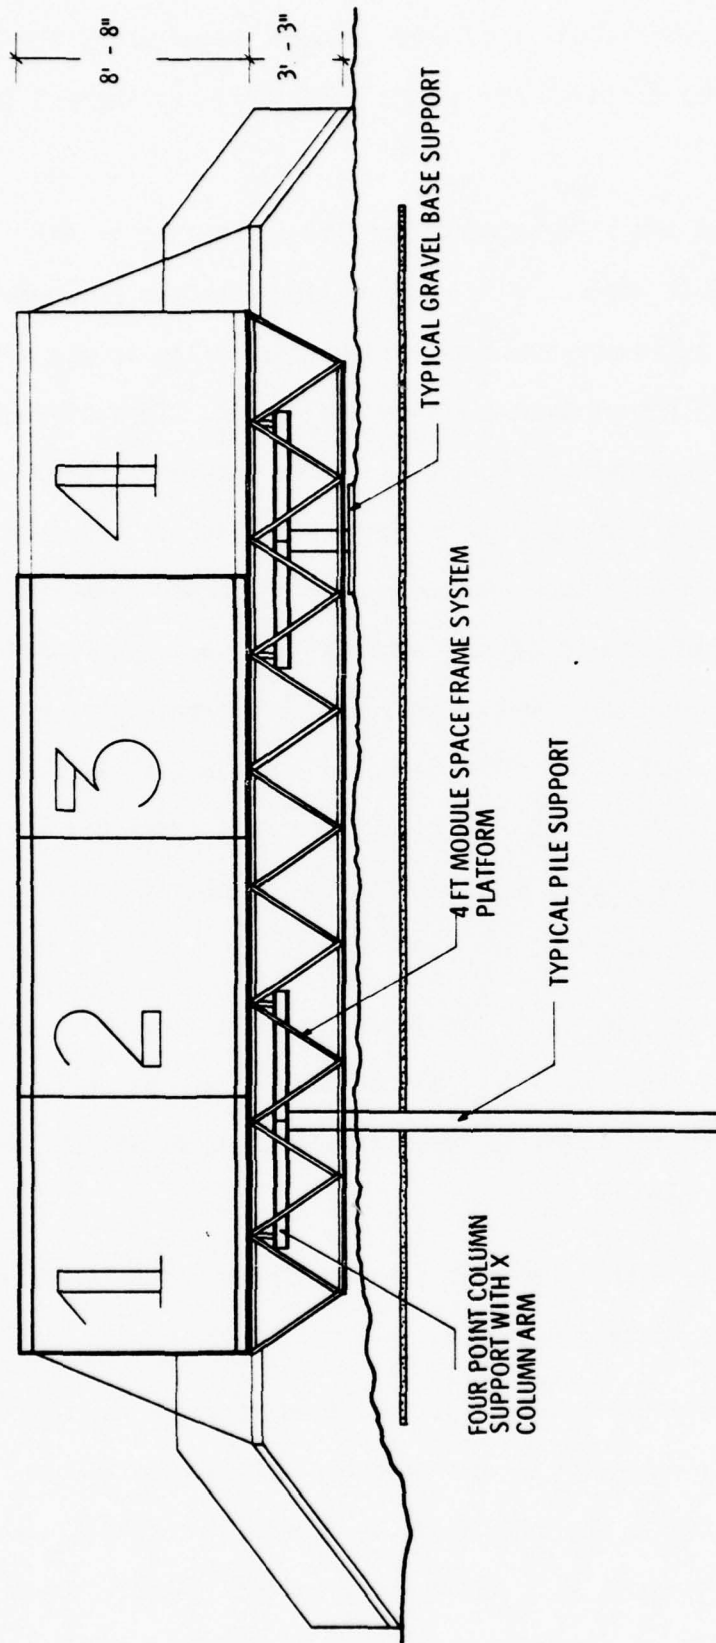 8' - 8"
3' - 3"
1
2
3
4
FOUR POINT COLUMN
SUPPORT WITH X
COLUMN ARM
4 FT MODULE SPACE FRAME SYSTEM
PLATFORM
TYPICAL PILE SUPPORT
TYPICAL GRAVEL BASE SUPPORT